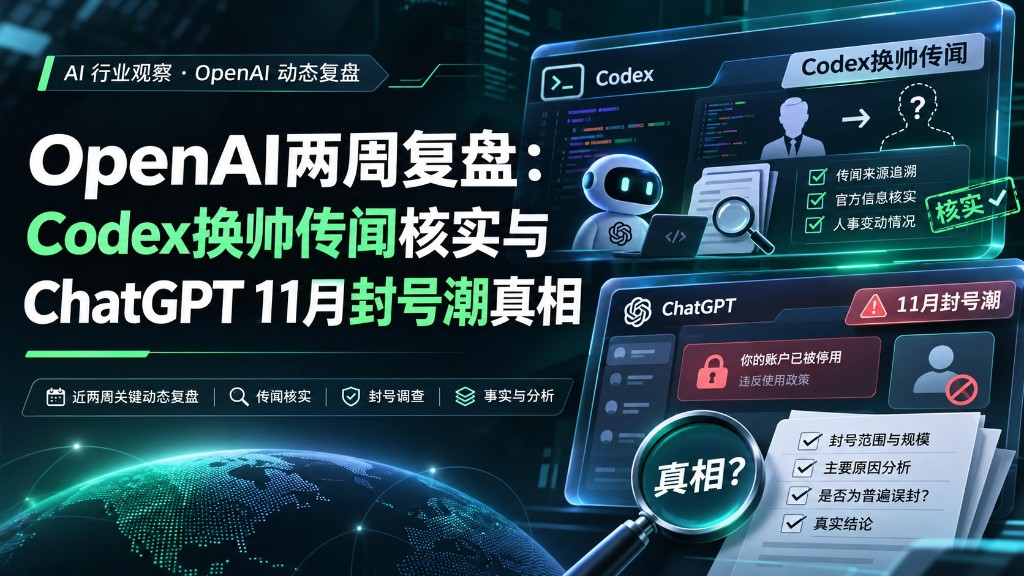 AI 行业观察 · OpenAI 动态复盘
OpenAI两周复盘：
Codex换帅传闻核实与
ChatGPT 11月封号潮真相
近两周关键动态复盘
传闻核实
封号调查
事实与分析
>_ Codex
Codex换帅传闻
?
传闻来源追溯
官方信息核实
人事变动情况
核实
</>
ChatGPT
11月封号潮
你的账户已被停用
违反使用政策
真相?
封号范围与规模
主要原因分析
是否为普遍误封?
真实结论